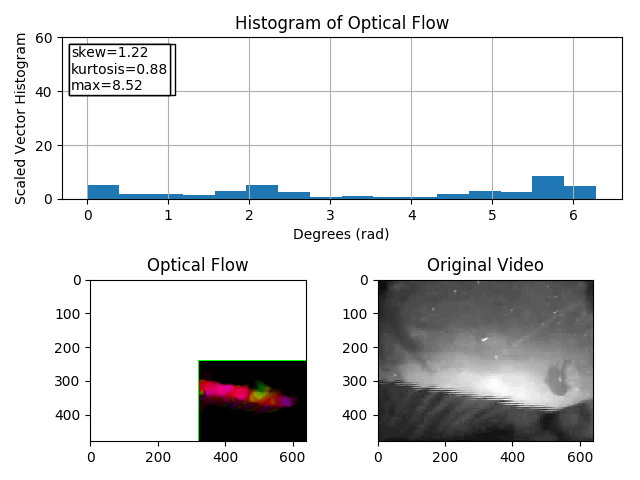 Histogram of Optical Flow
Scaled Vector Histogram
60
40
20
0
skew=1.22
kurtosis=0.88
max=8.52
0 1 2 3 4 5 6
Degrees (rad)
Optical Flow
0
100
200
300
400
0 200 400 600
Original Video
0
100
200
300
400
0 200 400 600